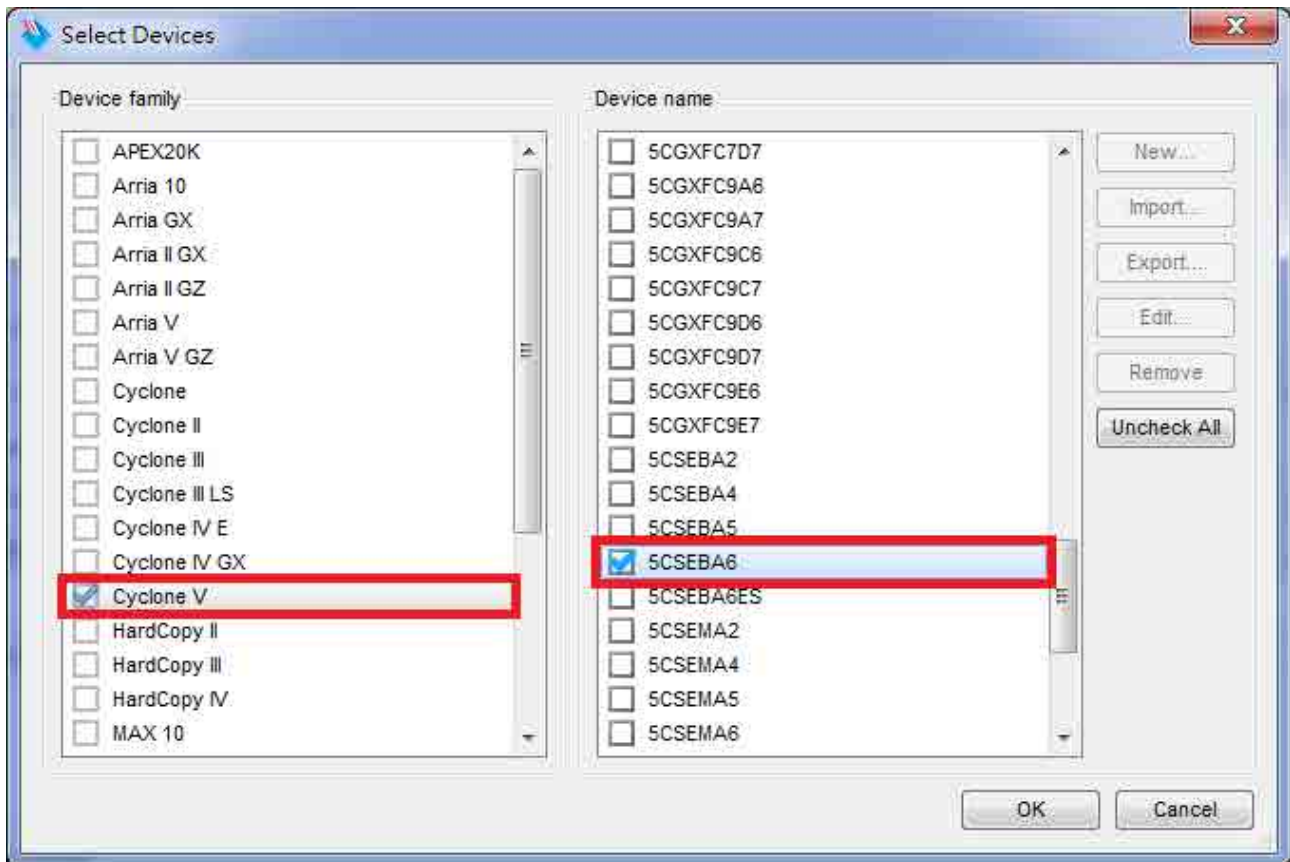 Select Devices
Device family
APEX20K
Arria 10
Arria GX
Arria II GX
Arria II GZ
Arria V
Arria V GZ
Cyclone
Cyclone II
Cyclone III
Cyclone III LS
Cyclone IV E
Cyclone IV GX
Cyclone V
HardCopy II
HardCopy III
HardCopy IV
MAX 10
Device name
5CGXFC7D7
5CGXFC9A6
5CGXFC9A7
5CGXFC9C6
5CGXFC9C7
5CGXFC9D6
5CGXFC9D7
5CGXFC9E6
5CGXFC9E7
5CSEBA2
5CSEBA4
5CSEBA5
5CSEBA6
5CSEBA6ES
5CSEMA2
5CSEMA4
5CSEMA5
5CSEMA6
New...
Import...
Export...
Edit...
Remove
Uncheck All
OK
Cancel